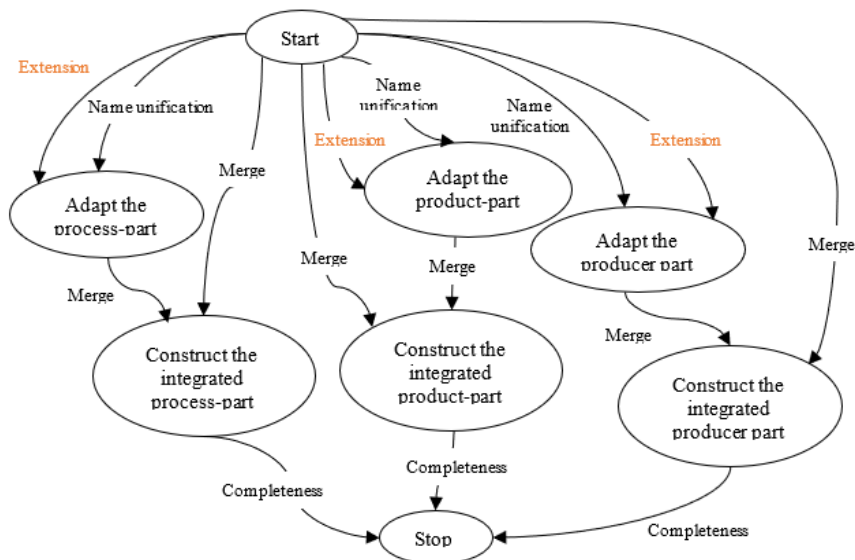 Start
Extension
Name unification
Name
unification
Name
unification
Extension
Extension
Merge
Adapt the
process-part
Adapt the
product-part
Adapt the
producer part
Merge
Merge
Merge
Merge
Merge
Construct the
integrated
process-part
Construct the
integrated
product-part
Construct the
integrated
producer part
Completeness
Completeness
Completeness
Stop